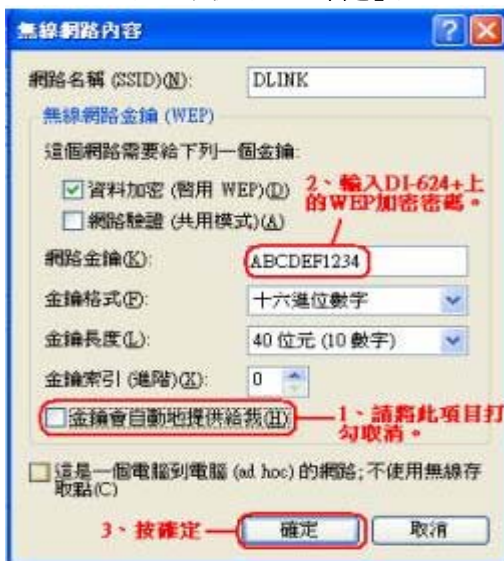 無線網路內容
網路名稱 (SSID)(N): DLINK
無線網路金鑰 (WEP)
這個網路需要給下列一個金鑰:
資料加密 (啟用 WEP)(D)
2、輸入DI-624+上
的WEP加密密碼。
網路驗證 (共用模式)(A)
網路金鑰(K): ABCDEF1234
金鑰格式(F): 十六進位數字
金鑰長度(L): 40 位元 (10 數字)
金鑰索引 (進階)(X): 0
金鑰會自動地提供給我(H)
1、請將此項目打
勾取消。
這是一個電腦到電腦 (ad hoc) 的網路;不使用無線存
取點(C)
3、按確定
確定 取消